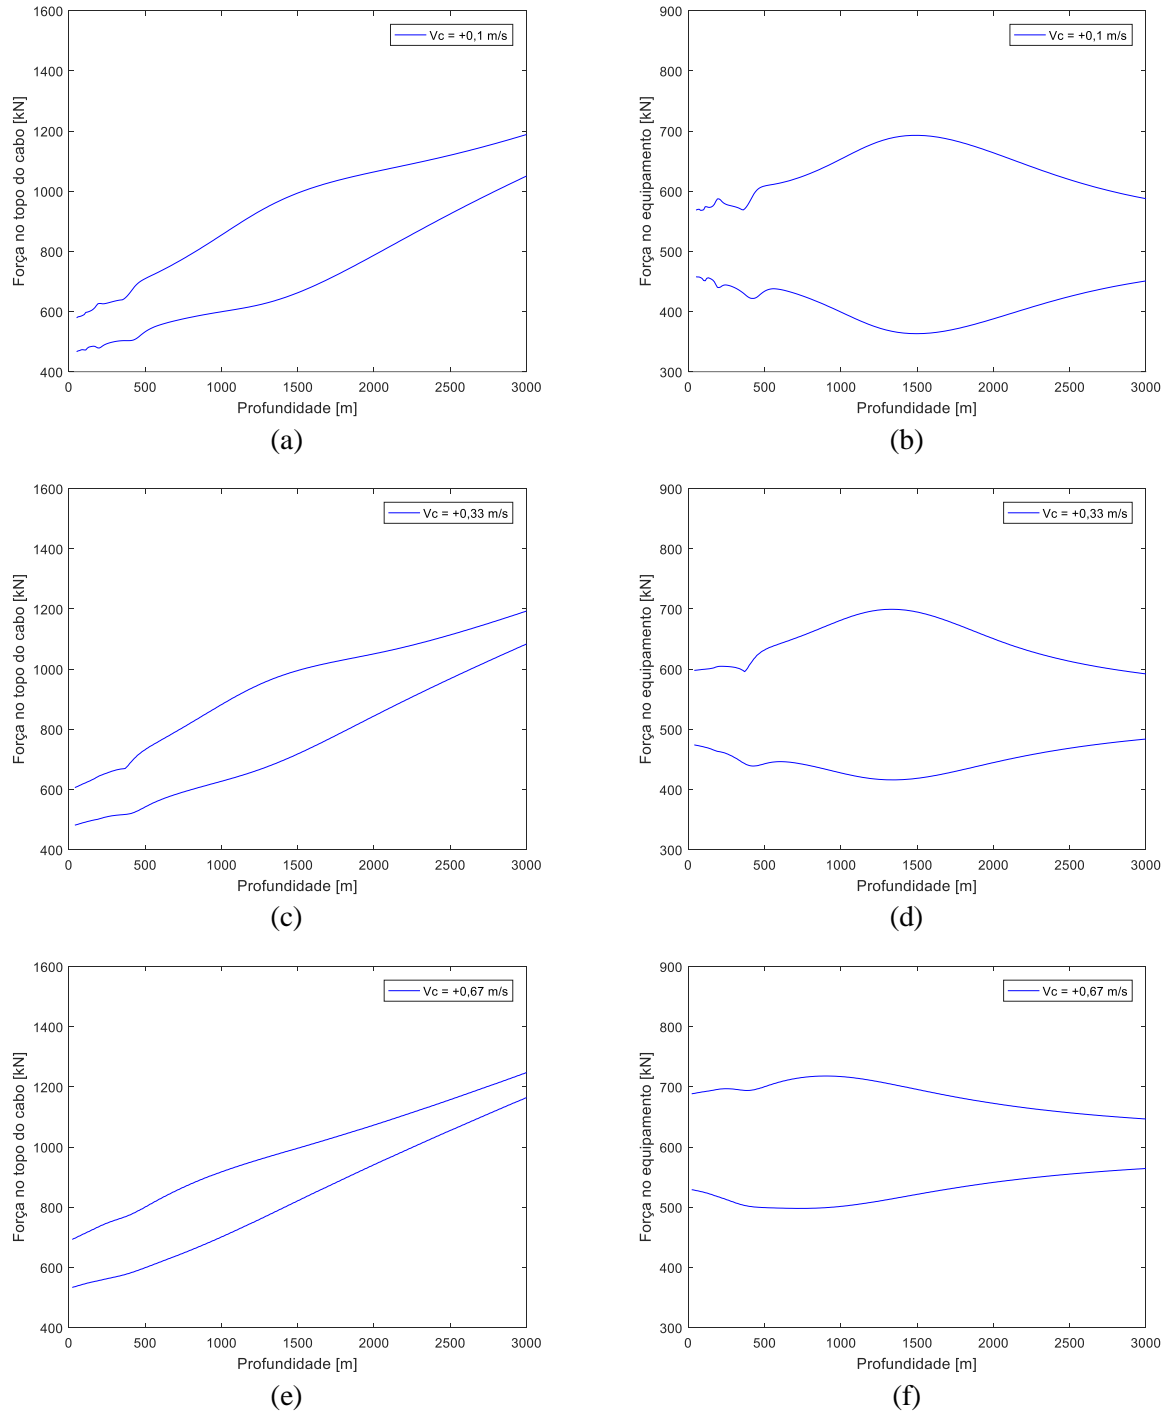 Força no topo do cabo [kN]
1600
1400
1200
1000
800
600
400
Vc = +0,1 m/s
0 500 1000 1500 2000 2500 3000
Profundidade [m]
(a)
Força no equipamento [kN]
900
800
700
600
500
400
300
Vc = +0,1 m/s
0 500 1000 1500 2000 2500 3000
Profundidade [m]
(b)
Força no topo do cabo [kN]
1600
1400
1200
1000
800
600
400
Vc = +0,33 m/s
0 500 1000 1500 2000 2500 3000
Profundidade [m]
(c)
Força no equipamento [kN]
900
800
700
600
500
400
300
Vc = +0,33 m/s
0 500 1000 1500 2000 2500 3000
Profundidade [m]
(d)
Força no topo do cabo [kN]
1600
1400
1200
1000
800
600
400
Vc = +0,67 m/s
0 500 1000 1500 2000 2500 3000
Profundidade [m]
(e)
Força no equipamento [kN]
900
800
700
600
500
400
300
Vc = +0,67 m/s
0 500 1000 1500 2000 2500 3000
Profundidade [m]
(f)